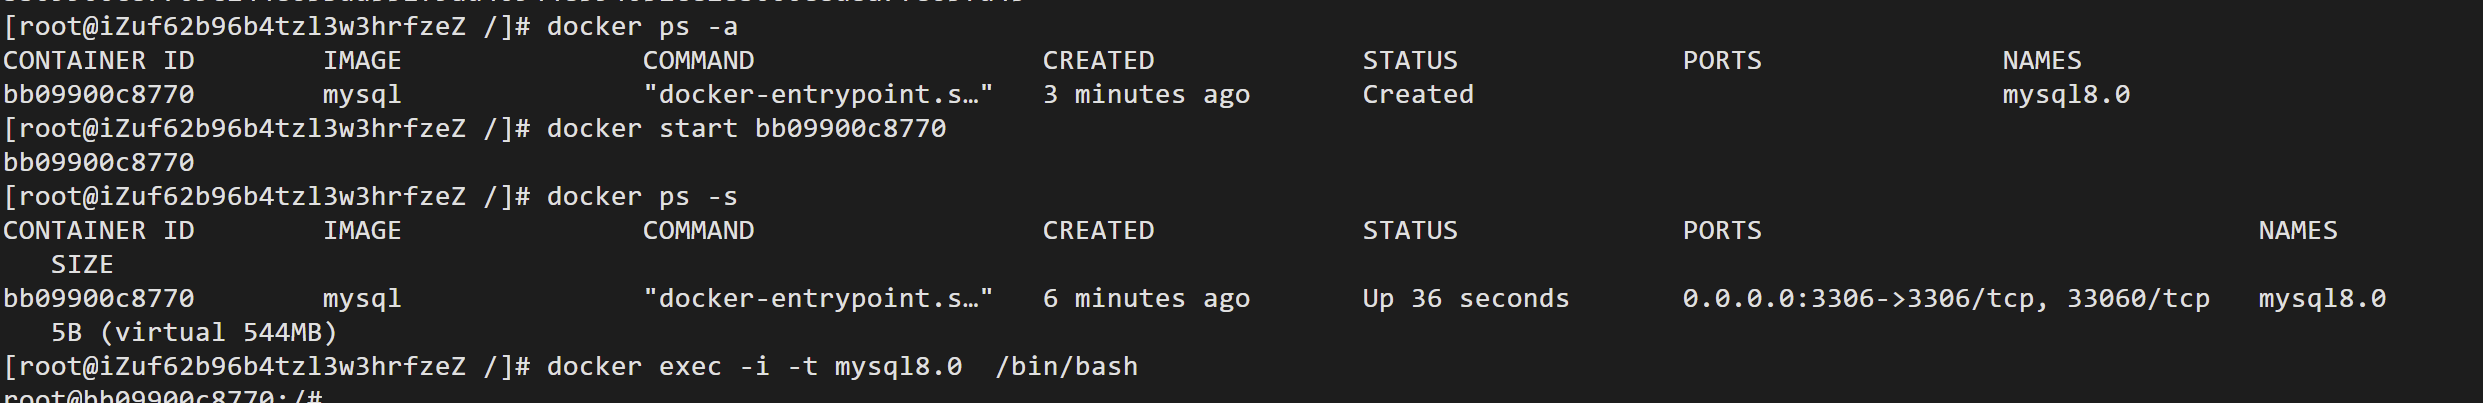 [root@iZuf62b96b4tzl3w3hrfzeZ /]# docker ps -a
CONTAINER ID        IMAGE               COMMAND                  CREATED             STATUS              PORTS               NAMES
bb09900c8770        mysql               "docker-entrypoint.s…"   3 minutes ago       Created                                 mysql8.0
[root@iZuf62b96b4tzl3w3hrfzeZ /]# docker start bb09900c8770
bb09900c8770
[root@iZuf62b96b4tzl3w3hrfzeZ /]# docker ps -s
CONTAINER ID        IMAGE               COMMAND                  CREATED             STATUS              PORTS                               NAMES
   SIZE
bb09900c8770        mysql               "docker-entrypoint.s…"   6 minutes ago       Up 36 seconds       0.0.0.0:3306->3306/tcp, 33060/tcp   mysql8.0
   5B (virtual 544MB)
[root@iZuf62b96b4tzl3w3hrfzeZ /]# docker exec -i -t mysql8.0  /bin/bash
root@bb09900c8770:/#